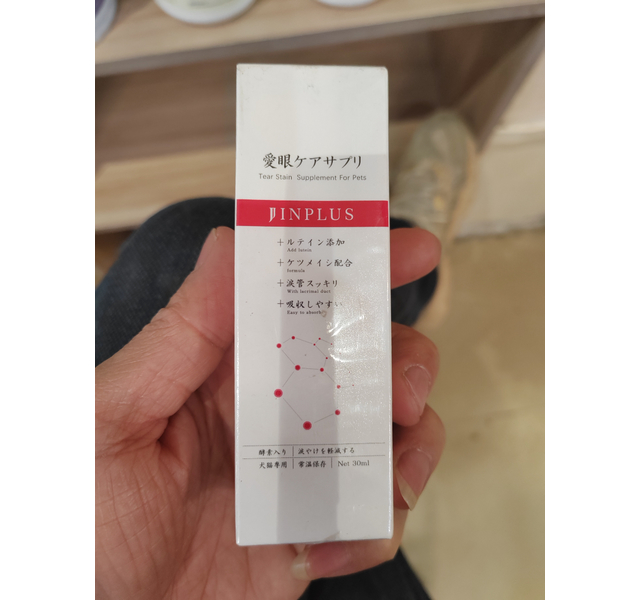 愛眼ケアサプリ
Tear Stain Supplement For Pets
JINPLUS
+ルテイン添加
Add lutein
+ケツメイシ配合
formula
+涙管スッキリ
With lacrimal duct
+吸収しやすい
Easy to absorb
酵素入り 涙やけを軽減する
犬貓専用 常温保存 Net 30ml